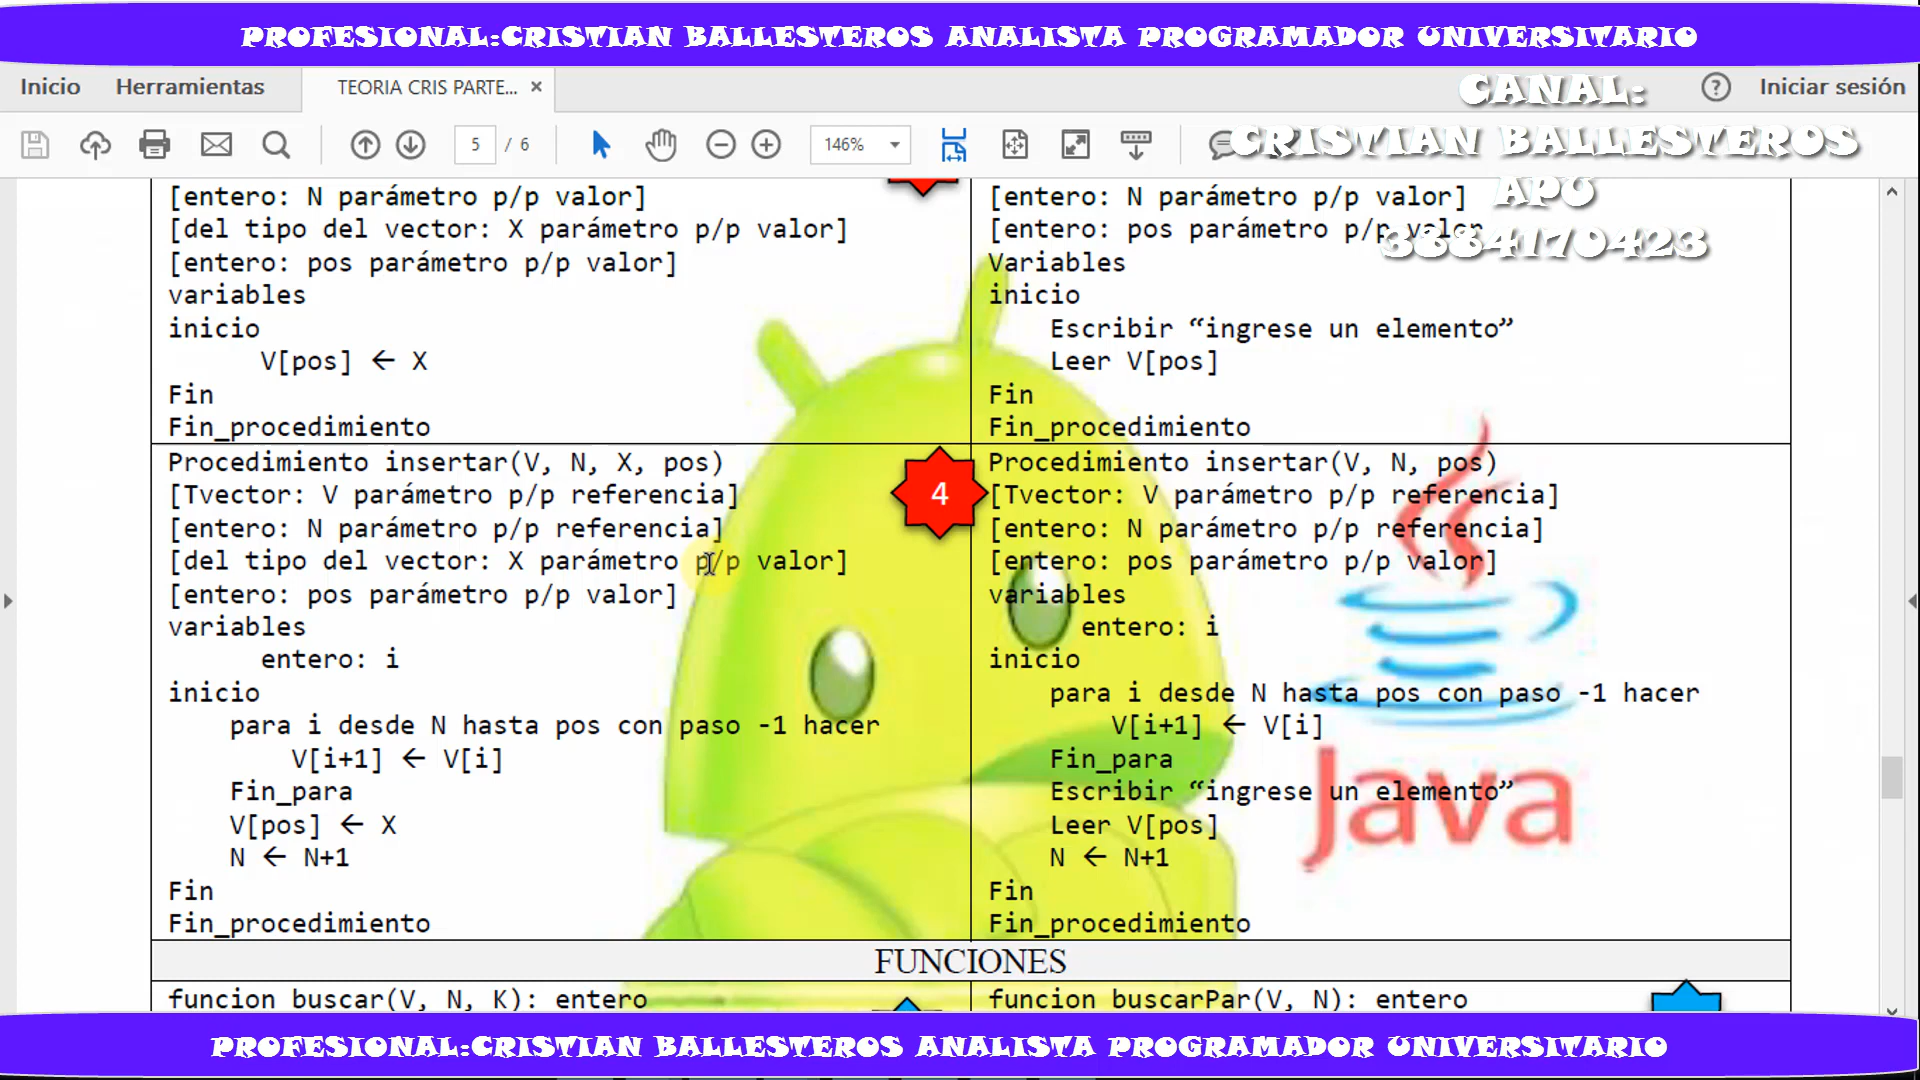 PROFESIONAL:CRISTIAN BALLESTEROS ANALISTA PROGRAMADOR UNIVERSITARIO
Inicio Herramientas TEORIA CRIS PARTE... × ? Iniciar sesión
CANAL:
CRISTIAN BALLESTEROS
APU
3884170423
5 / 6 146%
[entero: N parámetro p/p valor]
[del tipo del vector: X parámetro p/p valor]
[entero: pos parámetro p/p valor]
variables
inicio
V[pos] ← X
Fin
Fin_procedimiento
[entero: N parámetro p/p valor]
[entero: pos parámetro p/p valor
Variables
inicio
Escribir “ingrese un elemento”
Leer V[pos]
Fin
Fin_procedimiento
Procedimiento insertar(V, N, X, pos)
[Tvector: V parámetro p/p referencia]
[entero: N parámetro p/p referencia]
[del tipo del vector: X parámetro p/p valor]
[entero: pos parámetro p/p valor]
variables
entero: i
inicio
para i desde N hasta pos con paso -1 hacer
V[i+1] ← V[i]
Fin_para
V[pos] ← X
N ← N+1
Fin
Fin_procedimiento
4
Procedimiento insertar(V, N, pos)
[Tvector: V parámetro p/p referencia]
[entero: N parámetro p/p referencia]
[entero: pos parámetro p/p valor]
variables
entero: i
inicio
para i desde N hasta pos con paso -1 hacer
V[i+1] ← V[i]
Fin_para
Escribir “ingrese un elemento”
Leer V[pos]
N ← N+1
Fin
Fin_procedimiento
Java
FUNCIONES
funcion buscar(V, N, K): entero
funcion buscarPar(V, N): entero
PROFESIONAL:CRISTIAN BALLESTEROS ANALISTA PROGRAMADOR UNIVERSITARIO